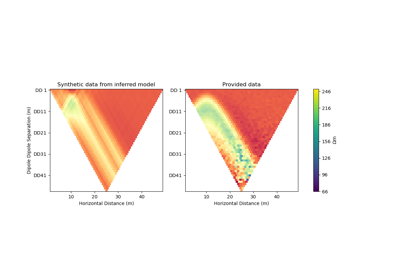 Synthetic data from inferred model
Provided data
Dipole Dipole Separation (m)
DD 1
DD11
DD21
DD31
DD41
10
20
30
40
Horizontal Distance (m)
DD 1
DD11
DD21
DD31
DD41
10
20
30
40
Horizontal Distance (m)
246
216
186
156
126
96
66
Ωm